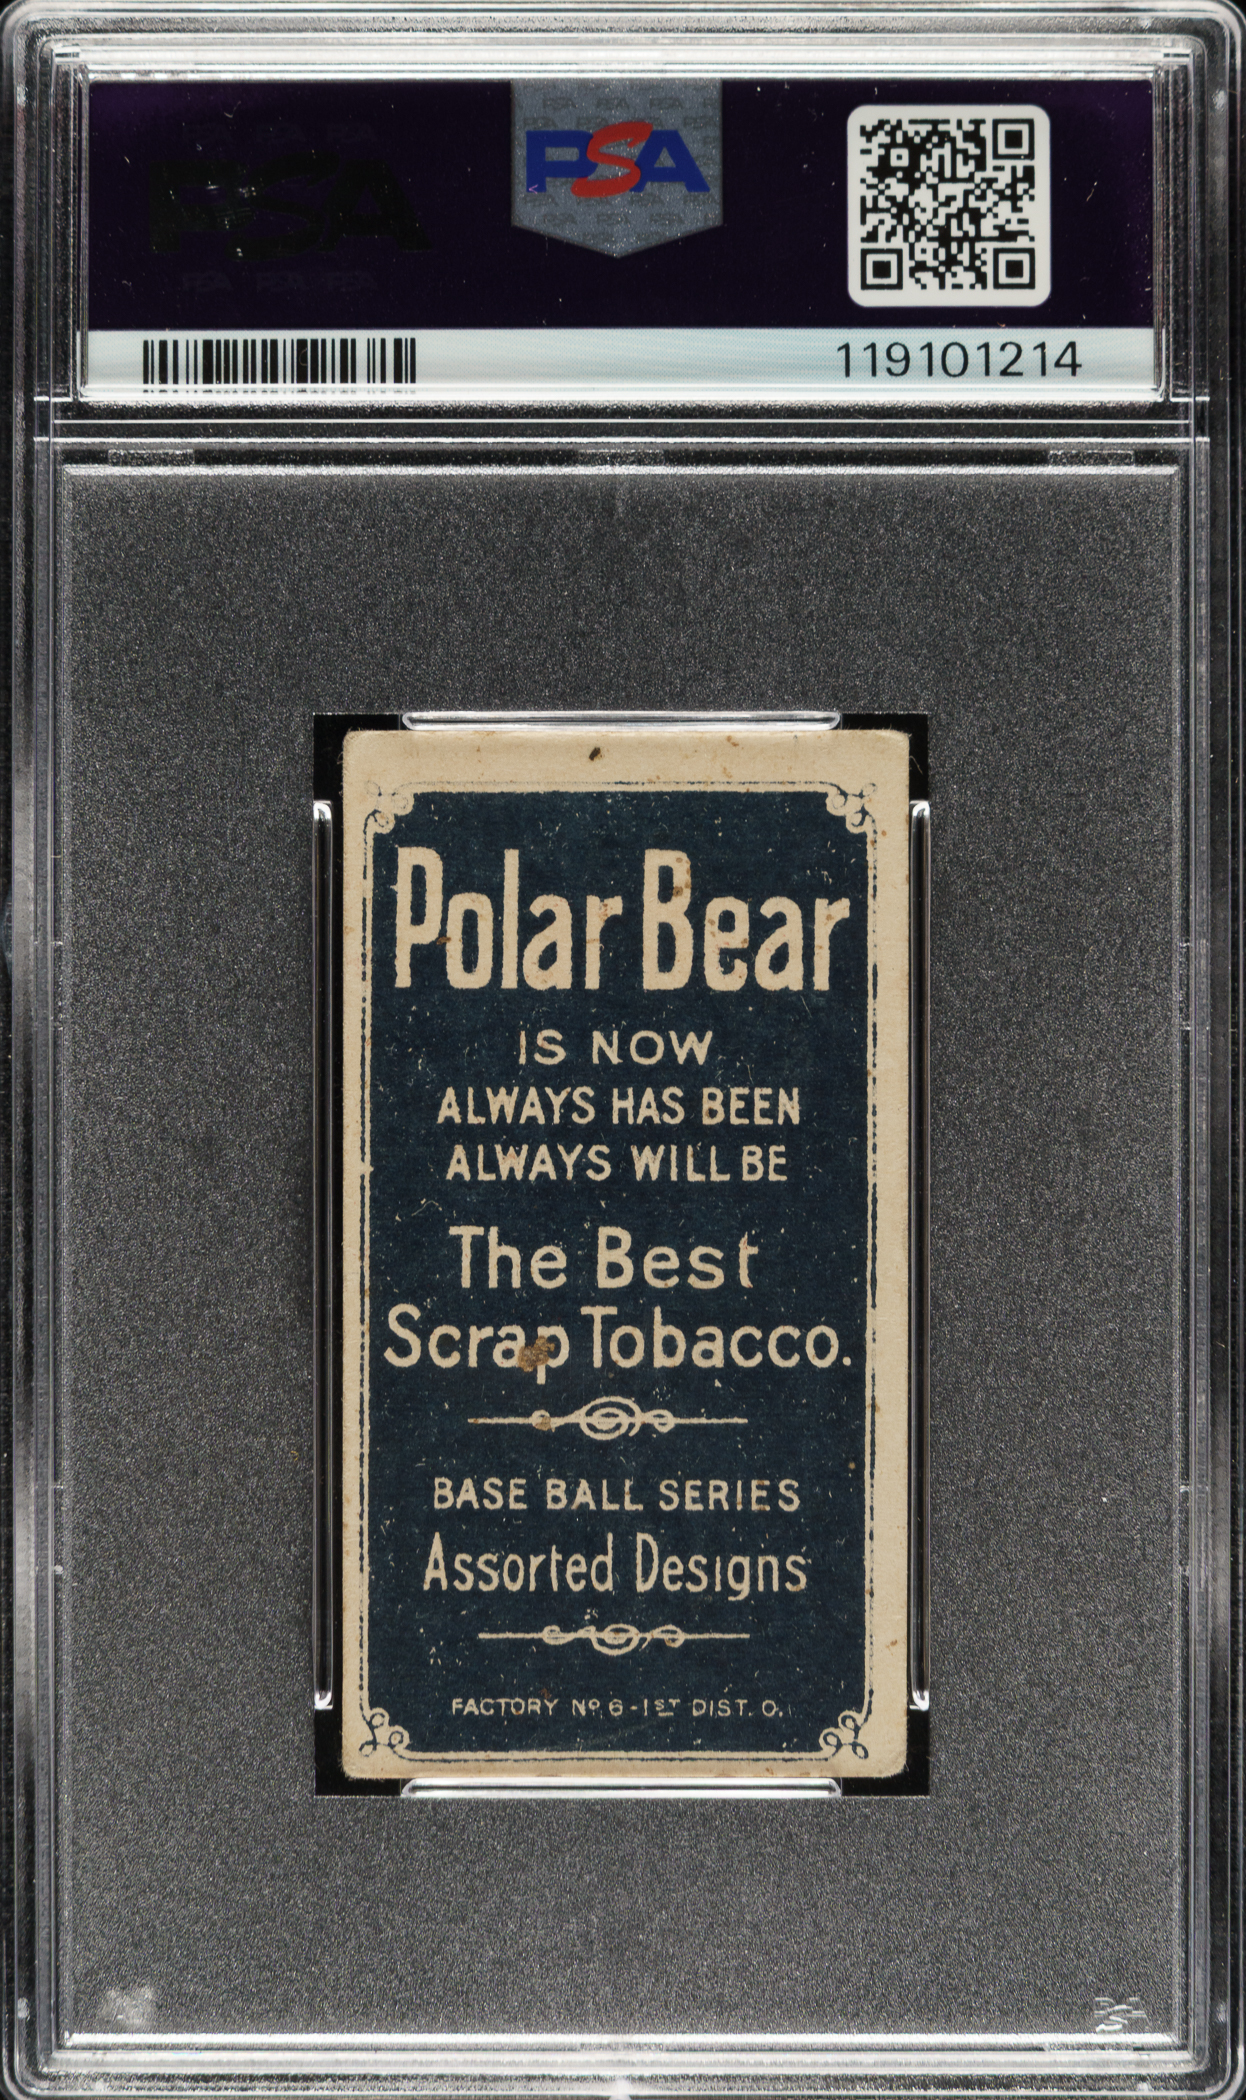 PSA
119101214
Polar Bear
IS NOW
ALWAYS HAS BEEN
ALWAYS WILL BE
The Best
Scrap Tobacco.
BASE BALL SERIES
Assorted Designs
FACTORY Nº 6 - 1ST DIST. O.